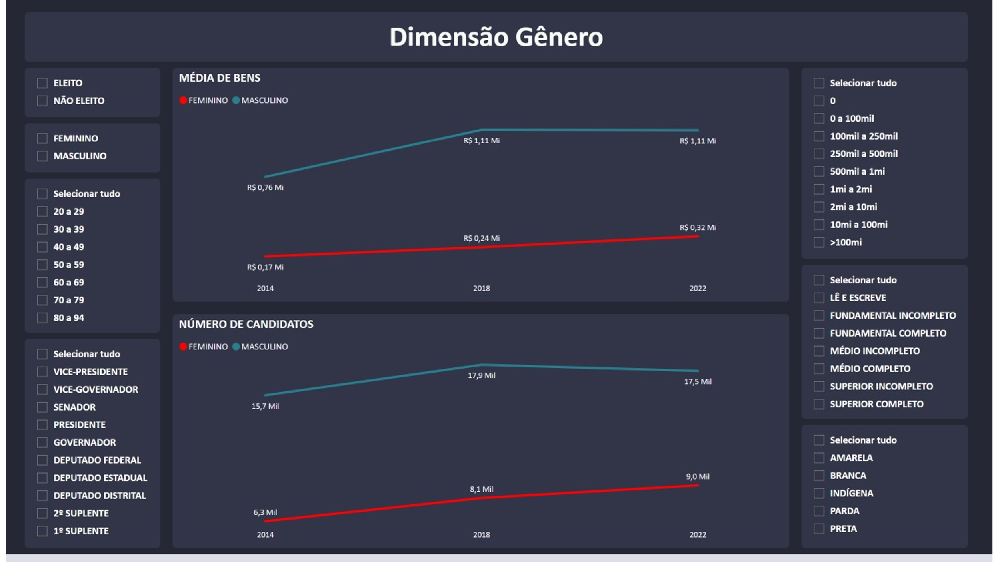 Dimensão Gênero
ELEITO
NÃO ELEITO
FEMININO
MASCULINO
Selecionar tudo
20 a 29
30 a 39
40 a 49
50 a 59
60 a 69
70 a 79
80 a 94
Selecionar tudo
VICE-PRESIDENTE
VICE-GOVERNADOR
SENADOR
PRESIDENTE
GOVERNADOR
DEPUTADO FEDERAL
DEPUTADO ESTADUAL
DEPUTADO DISTRITAL
2º SUPLENTE
1º SUPLENTE
MÉDIA DE BENS
FEMININO MASCULINO
R$ 1,11 Mi R$ 1,11 Mi
R$ 0,76 Mi
R$ 0,32 Mi
R$ 0,24 Mi
R$ 0,17 Mi
2014 2018 2022
NÚMERO DE CANDIDATOS
FEMININO MASCULINO
17,9 Mil
17,5 Mil
15,7 Mil
9,0 Mil
8,1 Mil
6,3 Mil
2014 2018 2022
Selecionar tudo
0
0 a 100mil
100mil a 250mil
250mil a 500mil
500mil a 1mi
1mi a 2mi
2mi a 10mi
10mi a 100mi
>100mi
Selecionar tudo
LÊ E ESCREVE
FUNDAMENTAL INCOMPLETO
FUNDAMENTAL COMPLETO
MÉDIO INCOMPLETO
MÉDIO COMPLETO
SUPERIOR INCOMPLETO
SUPERIOR COMPLETO
Selecionar tudo
AMARELA
BRANCA
INDÍGENA
PARDA
PRETA